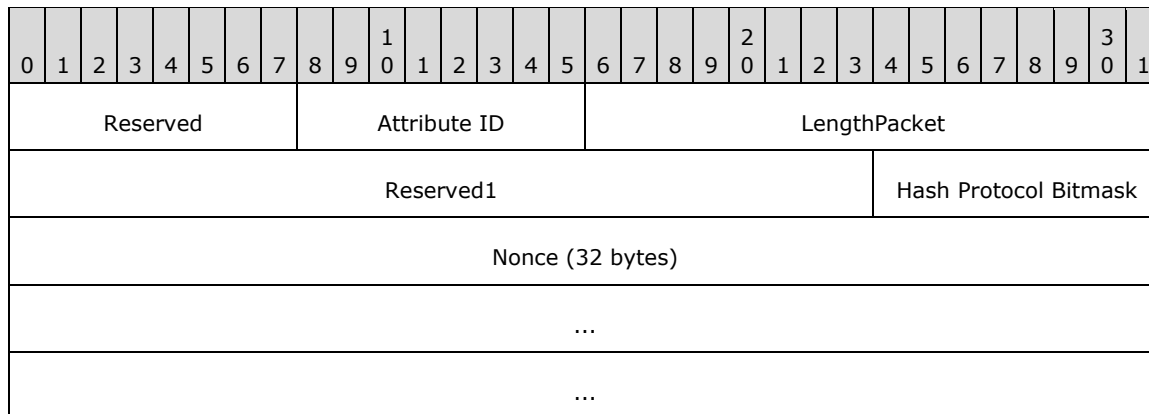 1 2 3
0 1 2 3 4 5 6 7 8 9 0 1 2 3 4 5 6 7 8 9 0 1 2 3 4 5 6 7 8 9 0 1
Reserved Attribute ID LengthPacket
Reserved1 Hash Protocol Bitmask
Nonce (32 bytes)
...
...